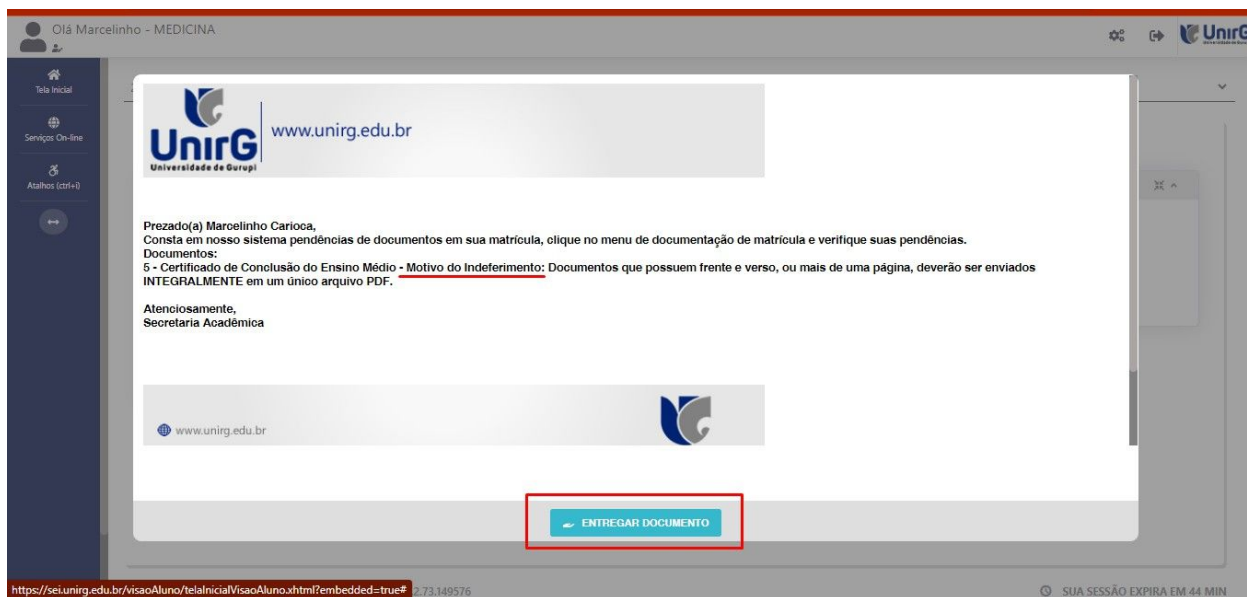 Olá Marcelinho - MEDICINA
UnirG
Tela Inicial
Serviços On-line
Atalhos (ctrl+i)
UnirG
Universidade de Gurupi
www.unirg.edu.br
Prezado(a) Marcelinho Carioca,
Consta em nosso sistema pendências de documentos em sua matrícula, clique no menu de documentação de matrícula e verifique suas pendências.
Documentos:
5 - Certificado de Conclusão do Ensino Médio - Motivo do Indeferimento: Documentos que possuem frente e verso, ou mais de uma página, deverão ser enviados
INTEGRALMENTE em um único arquivo PDF.
Atenciosamente,
Secretaria Acadêmica
www.unirg.edu.br
ENTREGAR DOCUMENTO
https://sei.unirg.edu.br/visaoAluno/telaInicialVisaoAluno.xhtml?embedded=true# 2.73.149576
SUA SESSÃO EXPIRA EM 44 MIN